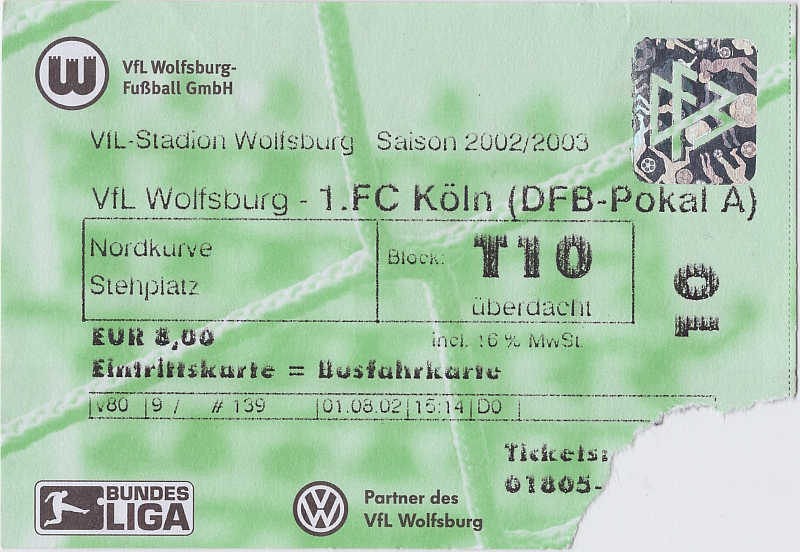 VfL Wolfsburg-
Fußball GmbH
VfL-Stadion Wolfsburg Saison 2002/2003
VfL Wolfsburg - 1.FC Köln (DFB-Pokal A)
Nordkurve
Stehplatz
Block: T10
überdacht
EUR 8,00 incl. 16 % MwSt.
Eintrittskarte = Busfahrkarte
v80 9 / # 139 01.08.02 15:14 D0
Tickets:
01805-
BUNDES
LIGA
Partner des
VfL Wolfsburg